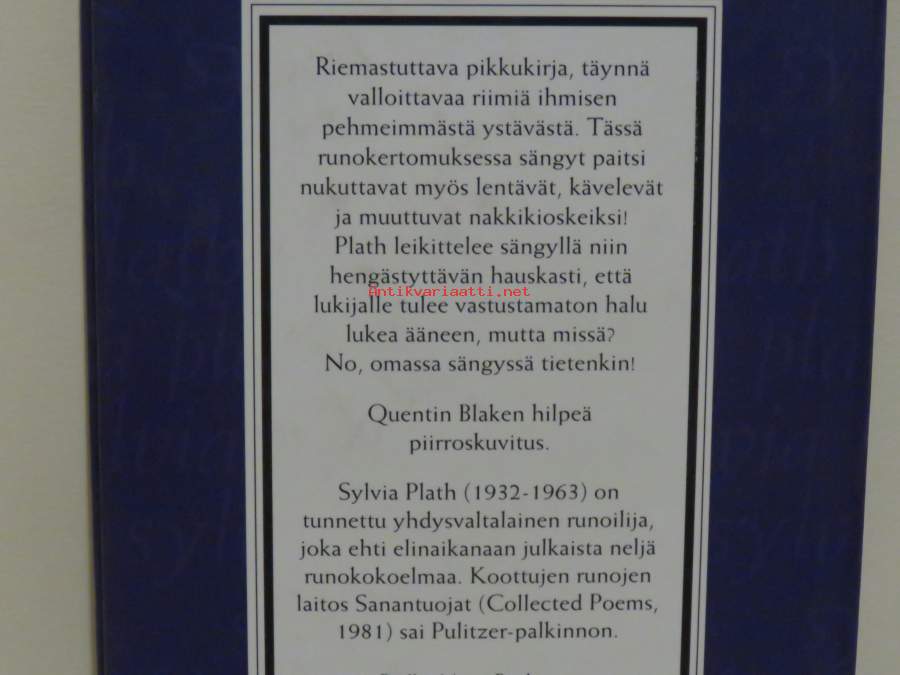 Riemastuttava pikkukirja, täynnä
valloittavaa riimiä ihmisen
pehmeimmästä ystävästä. Tässä
runokertomuksessa sängyt paitsi
nukuttavat myös lentävät, kävelevät
ja muuttuvat nakkikioskeiksi!
Plath leikittelee sängyllä niin
hengästyttävän hauskasti, että
Antikvariaatti.net
lukijalle tulee vastustamaton halu
lukea ääneen, mutta missä?
No, omassa sängyssä tietenkin!
Quentin Blaken hilpeä
piirroskuvitus.
Sylvia Plath (1932-1963) on
tunnettu yhdysvaltalainen runoilija,
joka ehti elinaikanaan julkaista neljä
runokokoelmaa. Koottujen runojen
laitos Sanantuojat (Collected Poems,
1981) sai Pulitzer-palkinnon.